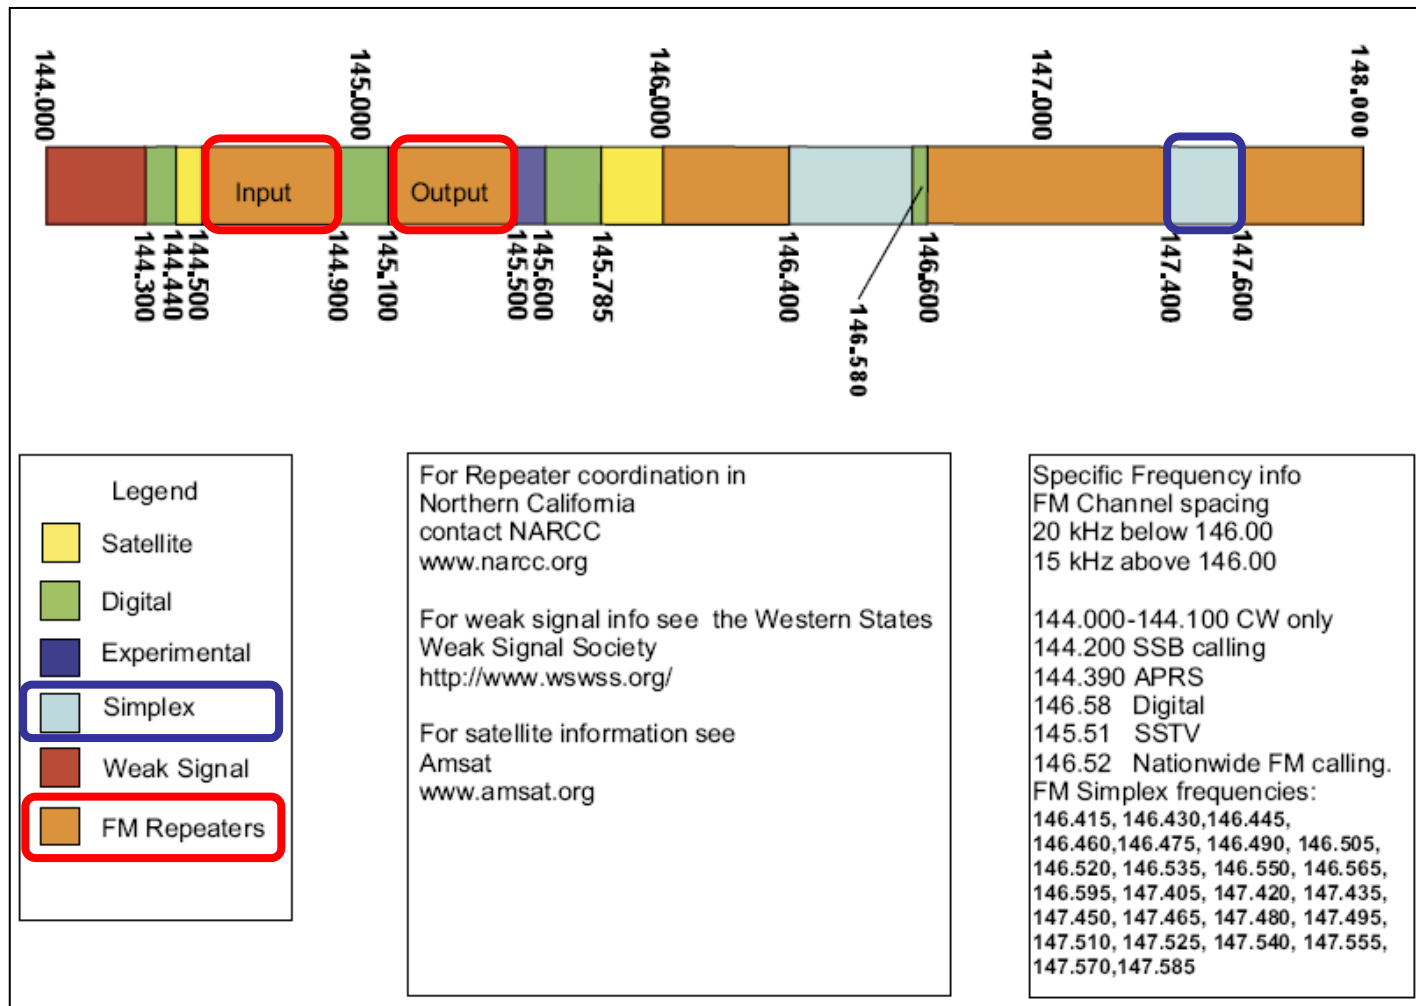 144.000
145.000
146.000
147.000
148.000
Input
Output
144.300
144.440
144.500
144.900
145.100
145.500
145.600
145.785
146.400
146.580
146.600
147.400
147.600
Legend
Satellite
Digital
Experimental
Simplex
Weak Signal
FM Repeaters
For Repeater coordination in
Northern California
contact NARCC
www.narcc.org
For weak signal info see the Western States
Weak Signal Society
http://www.wswss.org/
For satellite information see
Amsat
www.amsat.org
Specific Frequency info
FM Channel spacing
20 kHz below 146.00
15 kHz above 146.00
144.000-144.100 CW only
144.200 SSB calling
144.390 APRS
146.58 Digital
145.51 SSTV
146.52 Nationwide FM calling.
FM Simplex frequencies:
146.415, 146.430,146.445,
146.460,146.475, 146.490, 146.505,
146.520, 146.535, 146.550, 146.565,
146.595, 147.405, 147.420, 147.435,
147.450, 147.465, 147.480, 147.495,
147.510, 147.525, 147.540, 147.555,
147.570,147.585